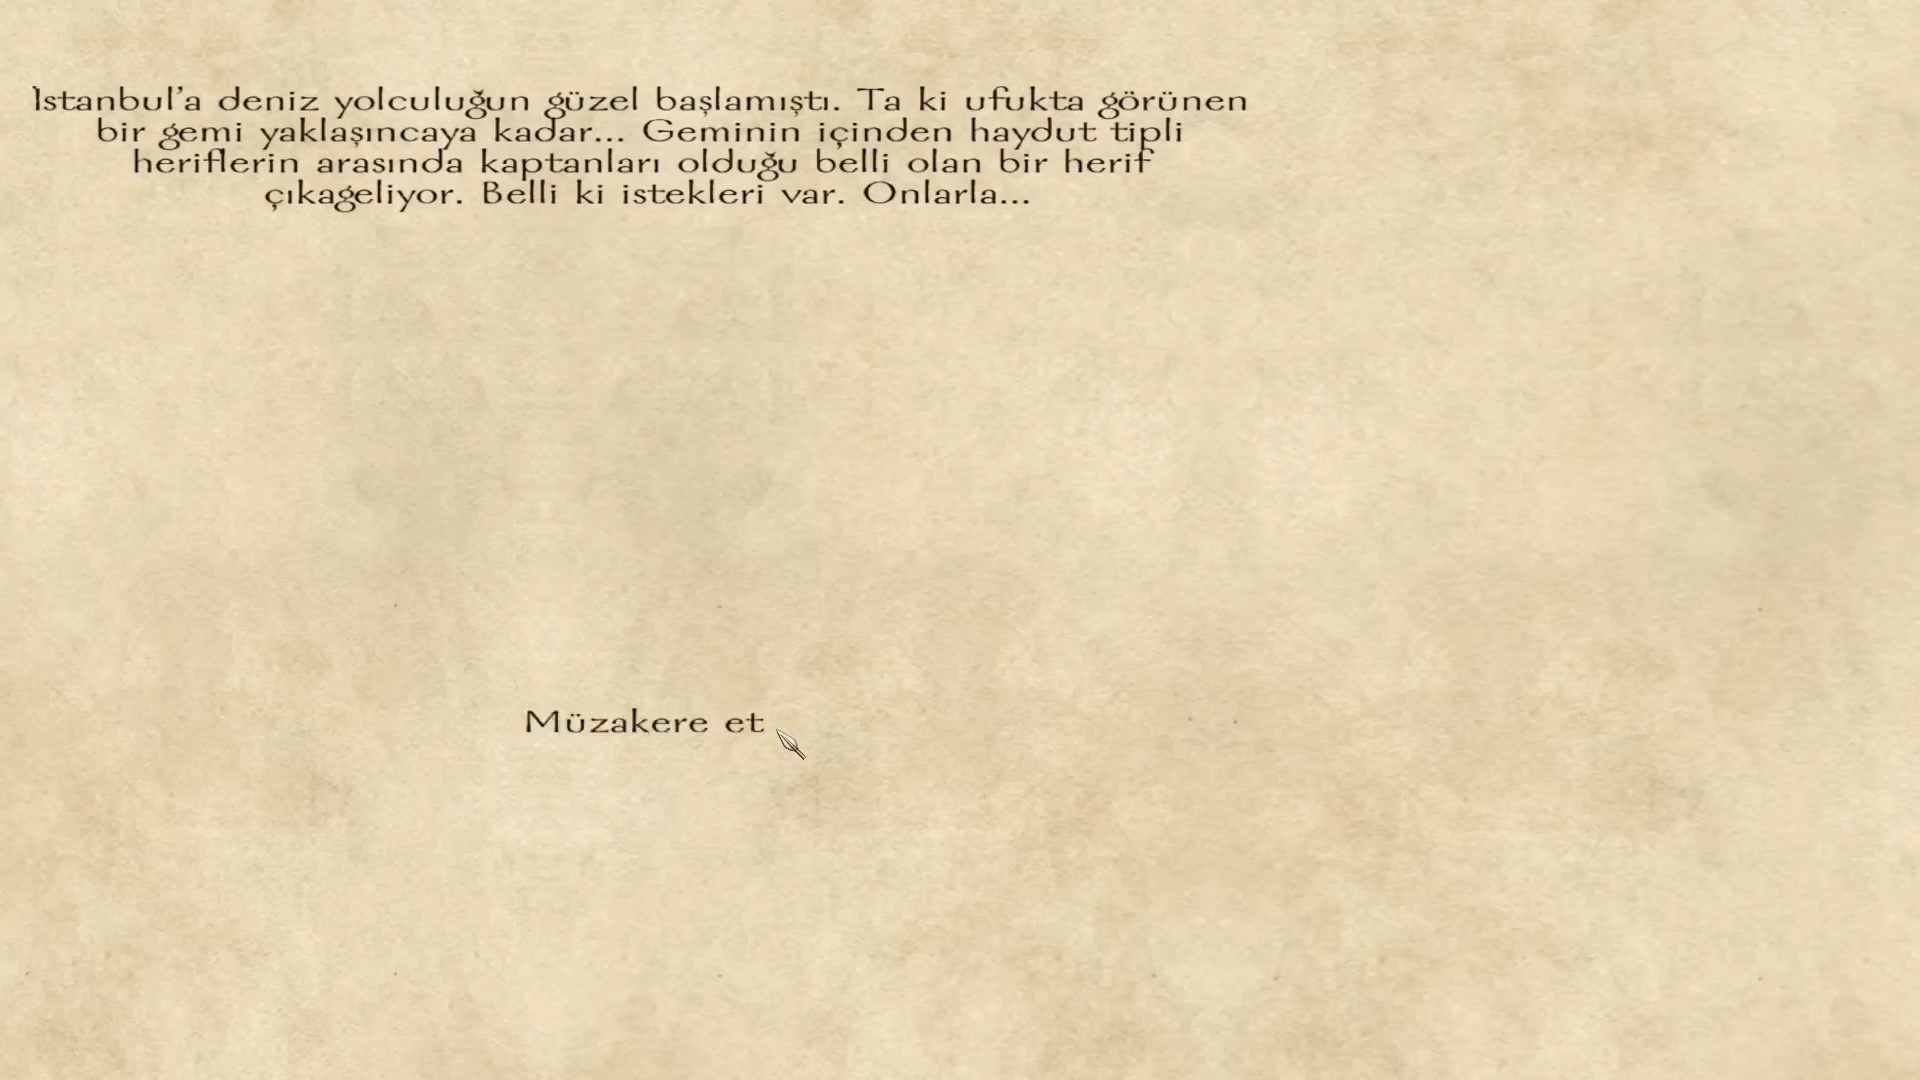 İstanbul'a deniz yolculuğun güzel başlamıştı. Ta ki ufukta görünen
bir gemi yaklaşıncaya kadar... Geminin içinden haydut tipli
heriflerin arasında kaptanları olduğu belli olan bir herif
çıkageliyor. Belli ki istekleri var. Onlarla...
Müzakere et